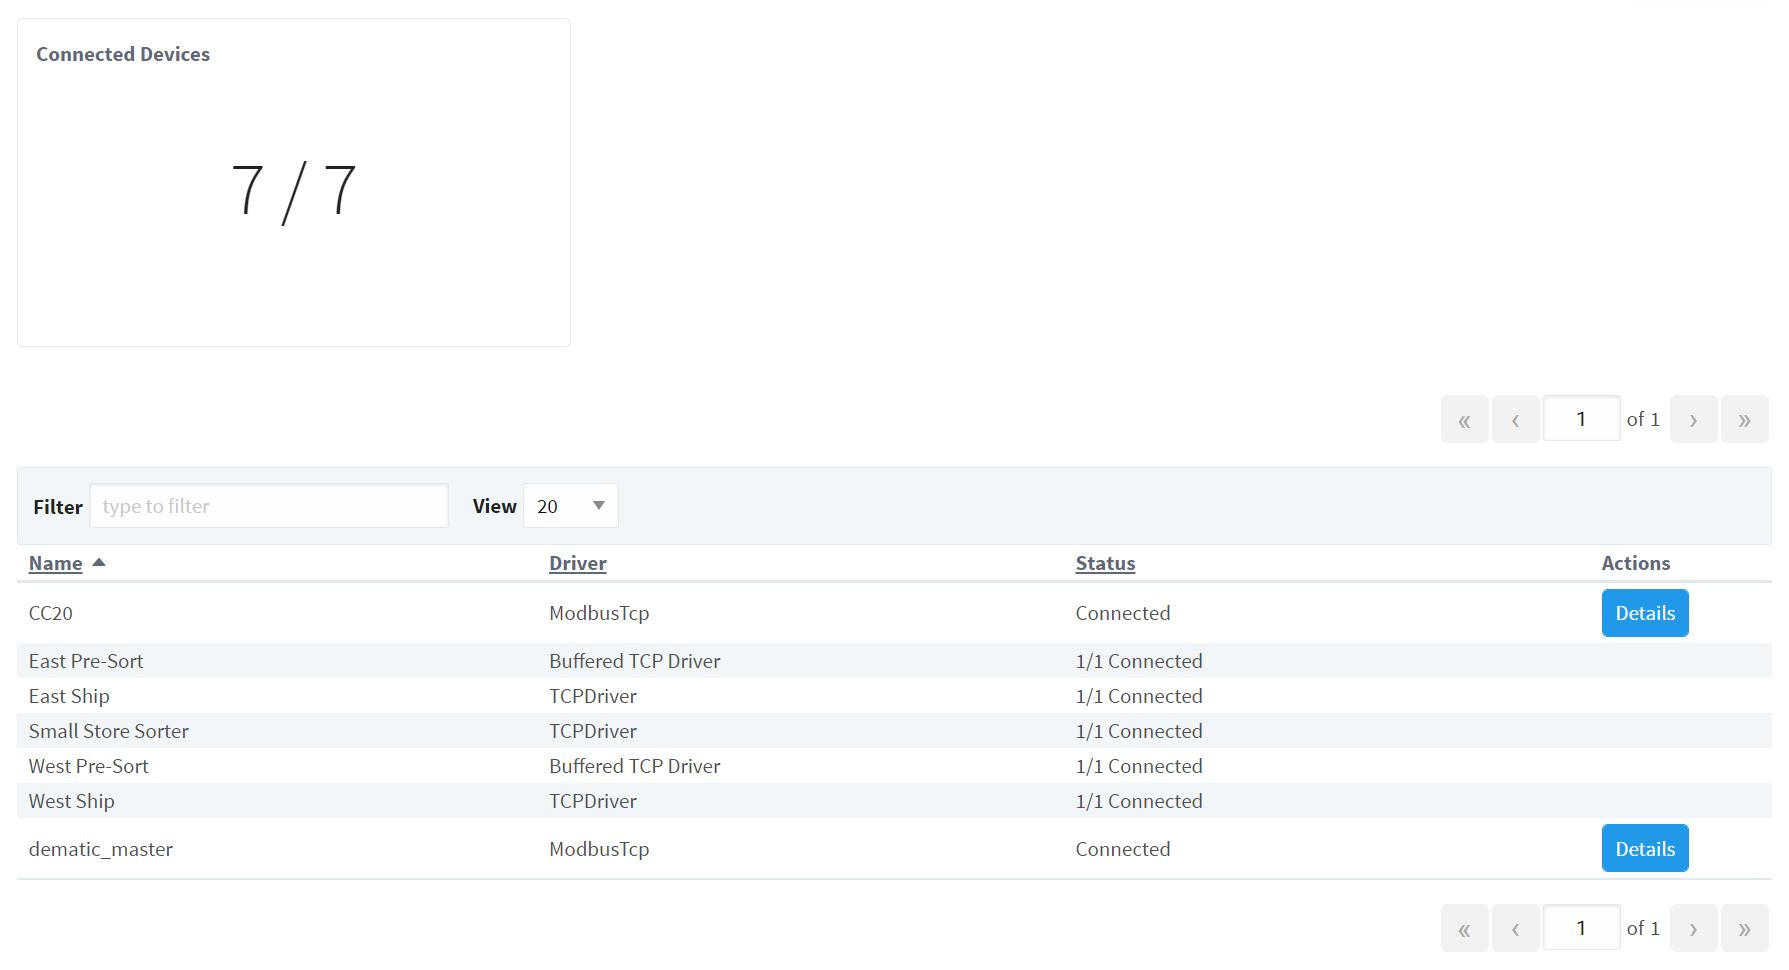 Connected Devices
7 / 7
« ‹ 1 of 1 › »
Filter type to filter View 20
Name Driver Status Actions
CC20 ModbusTcp Connected Details
East Pre-Sort Buffered TCP Driver 1/1 Connected
East Ship TCPDriver 1/1 Connected
Small Store Sorter TCPDriver 1/1 Connected
West Pre-Sort Buffered TCP Driver 1/1 Connected
West Ship TCPDriver 1/1 Connected
dematic_master ModbusTcp Connected Details
« ‹ 1 of 1 › »